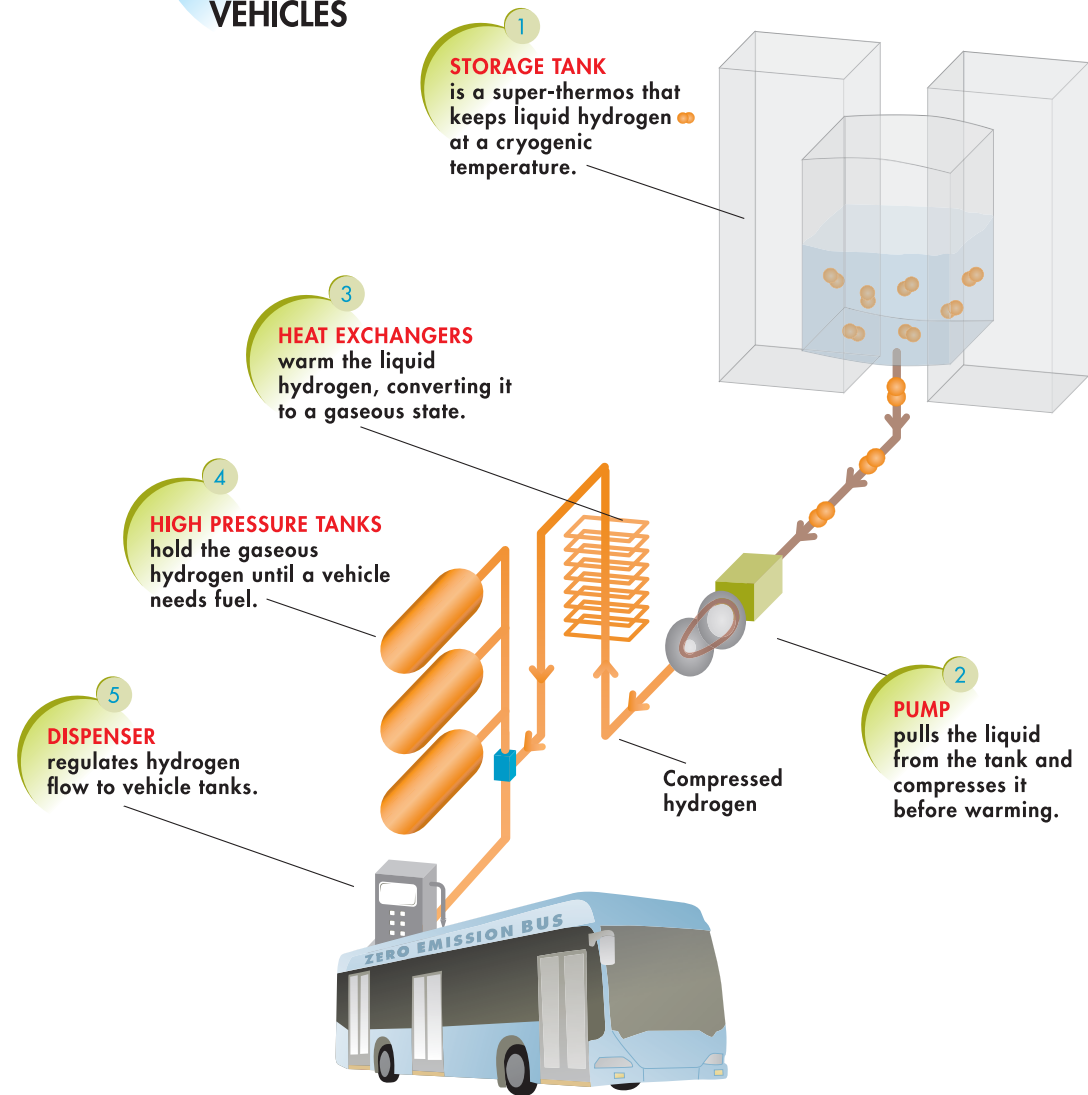 VEHICLES
1
STORAGE TANK
is a super-thermos that
keeps liquid hydrogen
at a cryogenic
temperature.
3
HEAT EXCHANGERS
warm the liquid
hydrogen, converting it
to a gaseous state.
4
HIGH PRESSURE TANKS
hold the gaseous
hydrogen until a vehicle
needs fuel.
2
PUMP
pulls the liquid
from the tank and
compresses it
before warming.
5
DISPENSER
regulates hydrogen
flow to vehicle tanks.
Compressed
hydrogen
ZERO EMISSION BUS